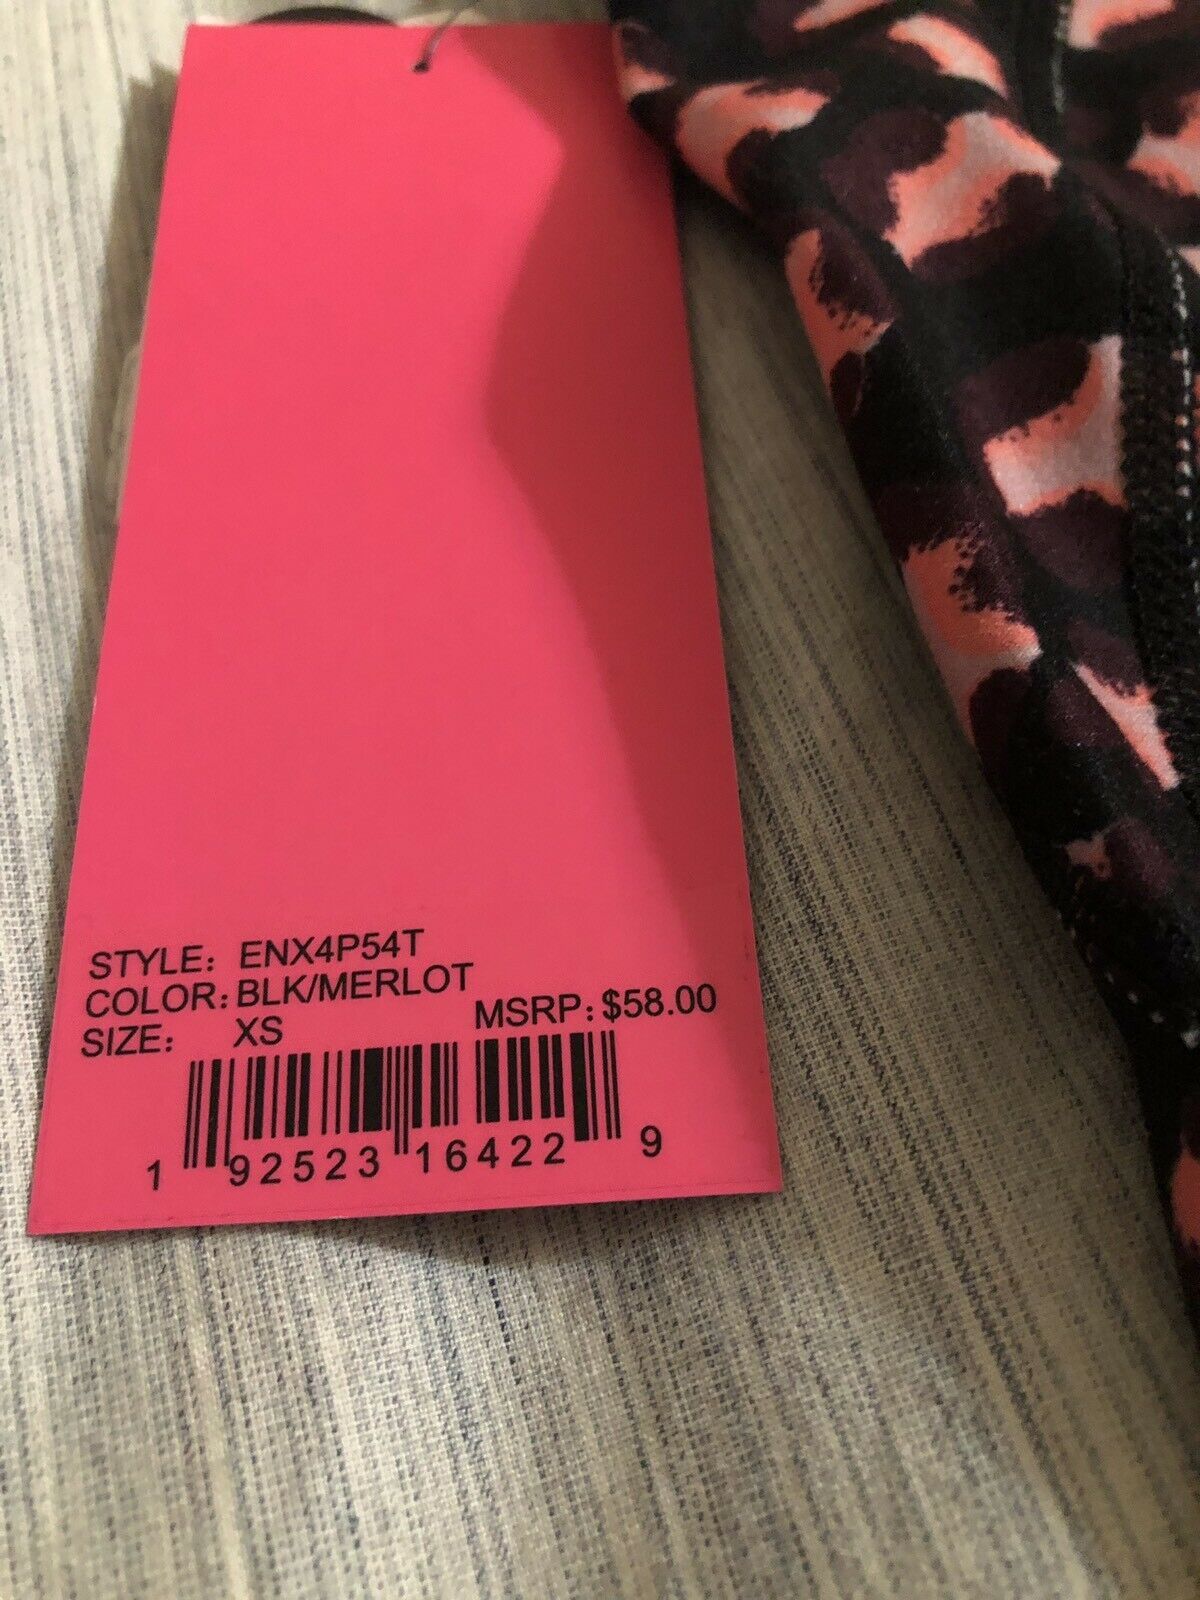 STYLE: ENX4P54T
COLOR: BLK/MERLOT
SIZE: XS MSRP: $58.00
1 92523 16422 9